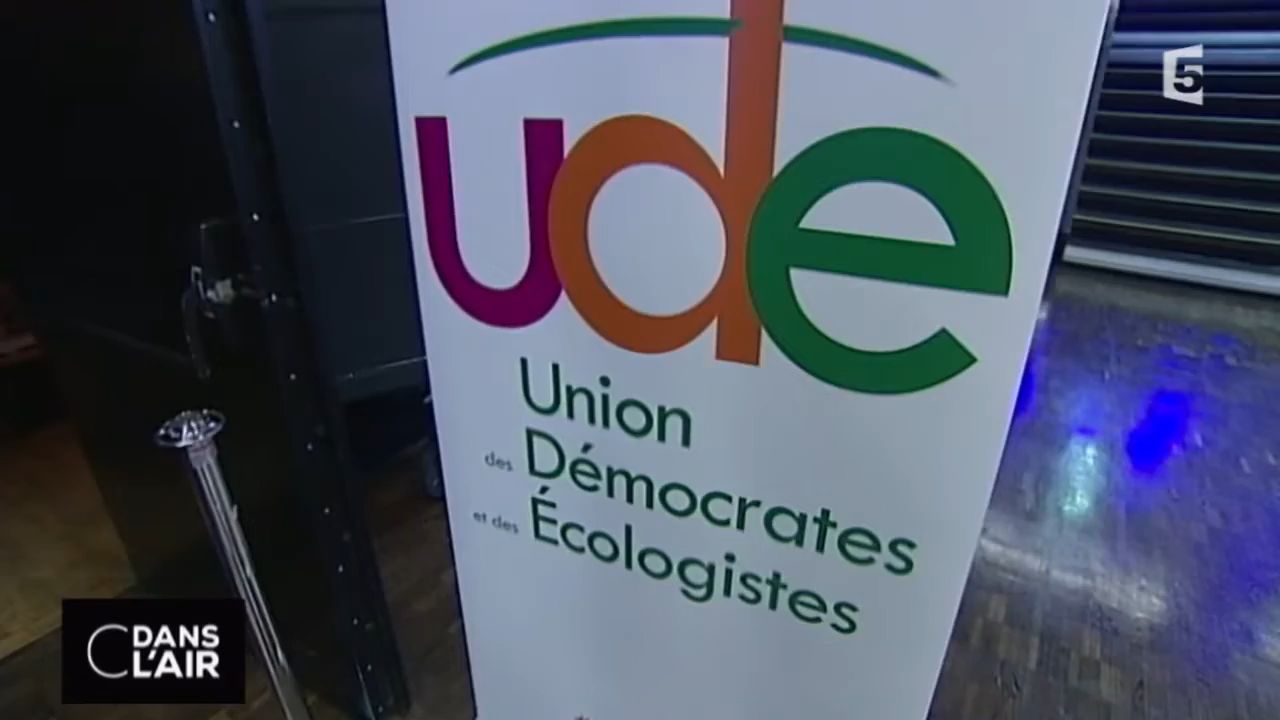 5
ude
Union
des Démocrates
et des Écologistes
C DANS
L'AIR